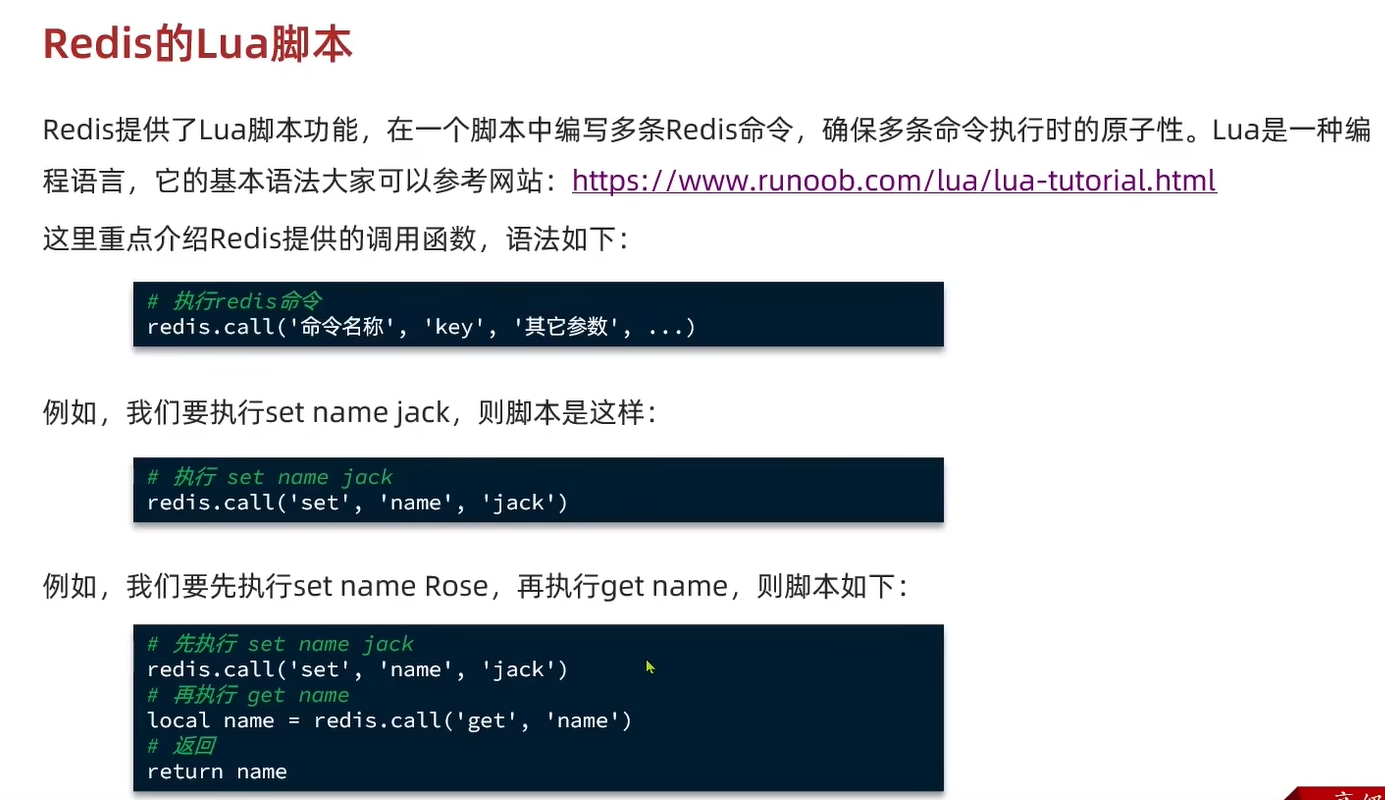 Redis的Lua脚本
Redis提供了Lua脚本功能，在一个脚本中编写多条Redis命令，确保多条命令执行时的原子性。Lua是一种编
程语言，它的基本语法大家可以参考网站：https://www.runoob.com/lua/lua-tutorial.html
这里重点介绍Redis提供的调用函数，语法如下：
# 执行redis命令
redis.call('命令名称', 'key', '其它参数', ...)
例如，我们要执行set name jack，则脚本是这样：
# 执行 set name jack
redis.call('set', 'name', 'jack')
例如，我们要先执行set name Rose，再执行get name，则脚本如下：
# 先执行 set name jack
redis.call('set', 'name', 'jack')
# 再执行 get name
local name = redis.call('get', 'name')
# 返回
return name